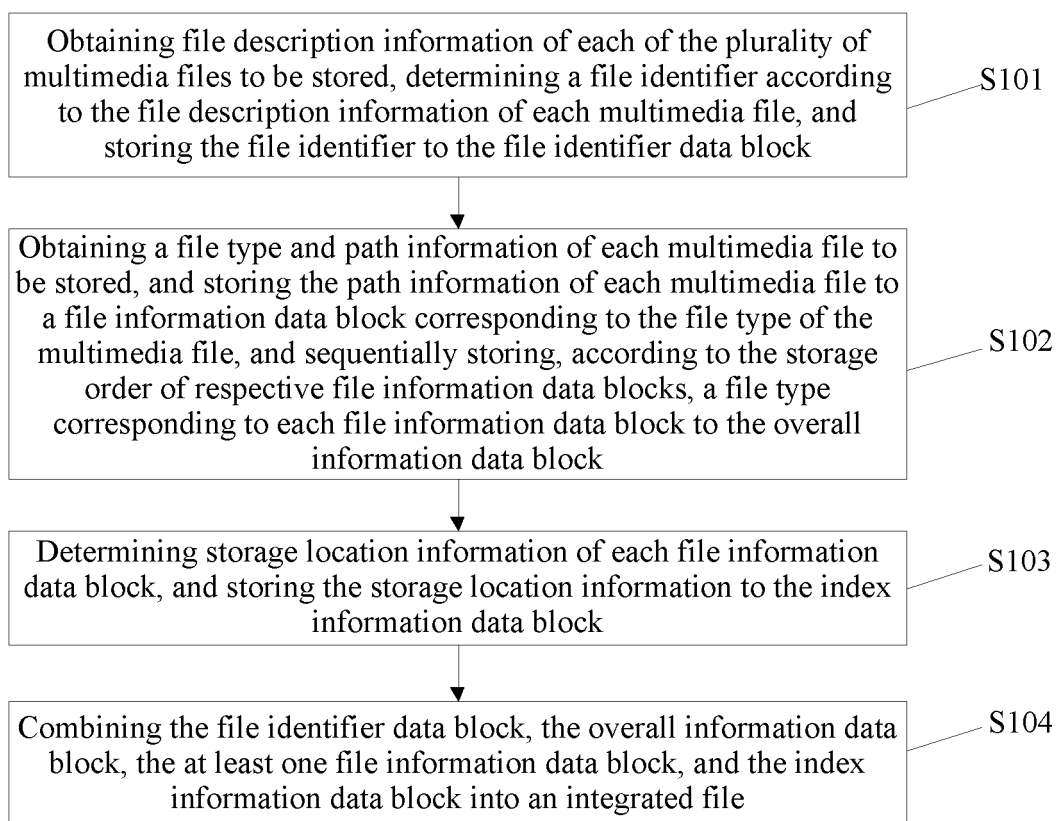 Obtaining file description information of each of the plurality of
multimedia files to be stored, determining a file identifier according
to the file description information of each multimedia file, and
storing the file identifier to the file identifier data block
S101
Obtaining a file type and path information of each multimedia file to
be stored, and storing the path information of each multimedia file to
a file information data block corresponding to the file type of the
multimedia file, and sequentially storing, according to the storage
order of respective file information data blocks, a file type
corresponding to each file information data block to the overall
information data block
S102
Determining storage location information of each file information
data block, and storing the storage location information to the index
information data block
S103
Combining the file identifier data block, the overall information data
block, the at least one file information data block, and the index
information data block into an integrated file
S104